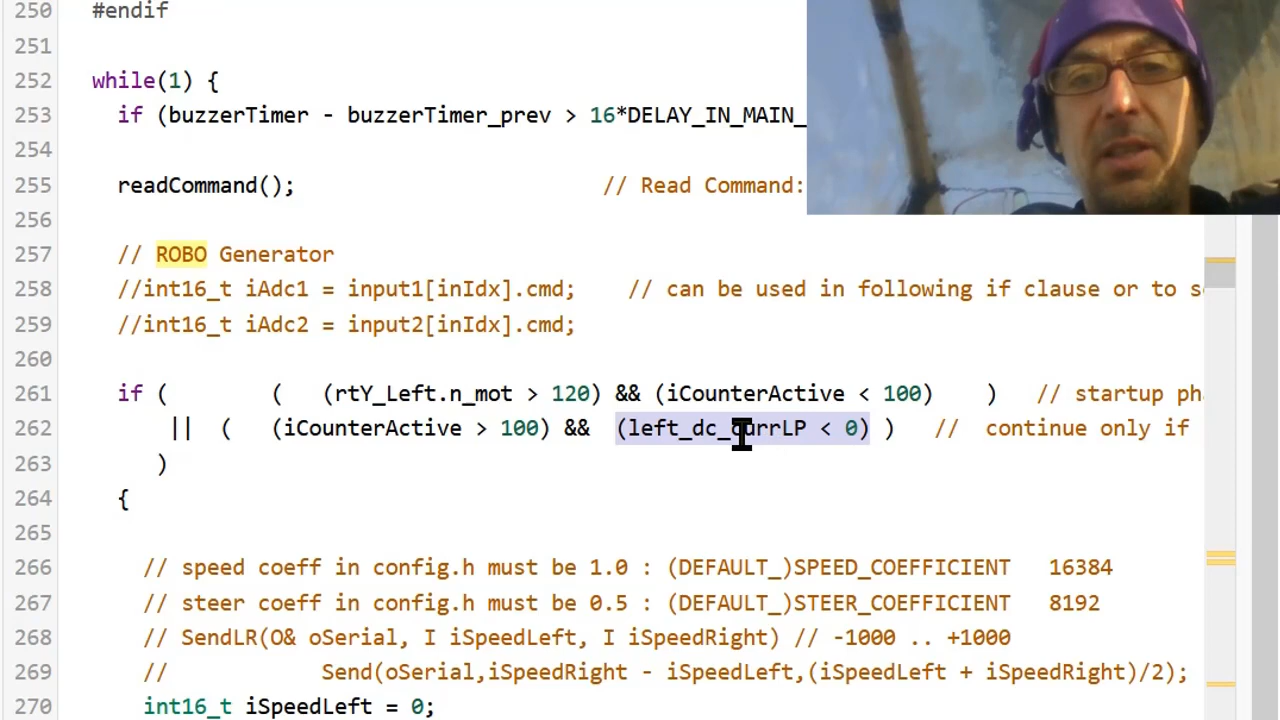 250 #endif
251
252 while(1) {
253 if (buzzerTimer - buzzerTimer_prev > 16*DELAY_IN_MAIN_
254
255 readCommand(); // Read Command:
256
257 // ROBO Generator
258 //int16_t iAdc1 = input1[inIdx].cmd; // can be used in following if clause or to s
259 //int16_t iAdc2 = input2[inIdx].cmd;
260
261 if ( ( (rtY_Left.n_mot > 120) && (iCounterActive < 100) ) // startup ph
262 || ( (iCounterActive > 100) && (left_dc_currLP < 0) ) // continue only if
263 )
264 {
265
266 // speed coeff in config.h must be 1.0 : (DEFAULT_)SPEED_COEFFICIENT 16384
267 // steer coeff in config.h must be 0.5 : (DEFAULT_)STEER_COEFFICIENT 8192
268 // SendLR(O& oSerial, I iSpeedLeft, I iSpeedRight) // -1000 .. +1000
269 // Send(oSerial,iSpeedRight - iSpeedLeft,(iSpeedLeft + iSpeedRight)/2);
270 int16_t iSpeedLeft = 0;